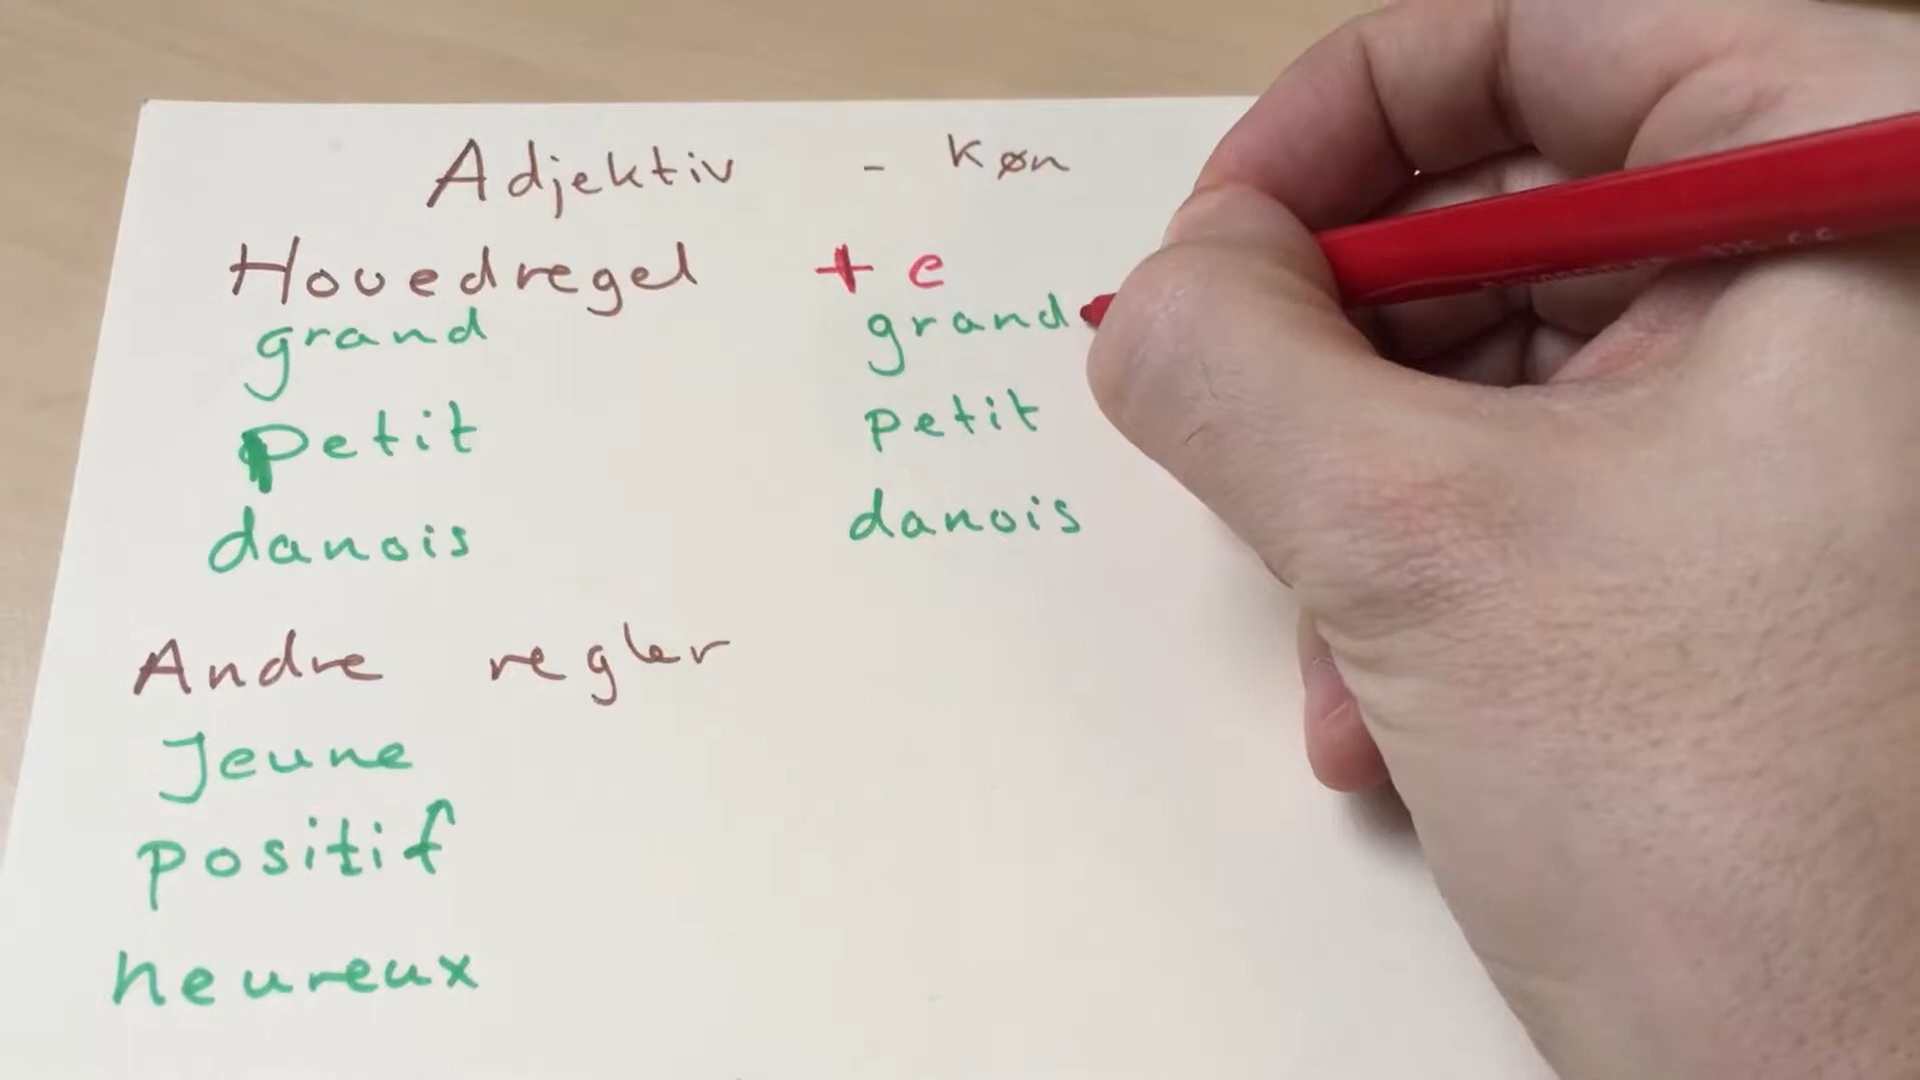 Adjektiv - Køn
Hovedregel + e
grand grand
petit petit
danois danois
Andre regler
Jeune
positif
heureux